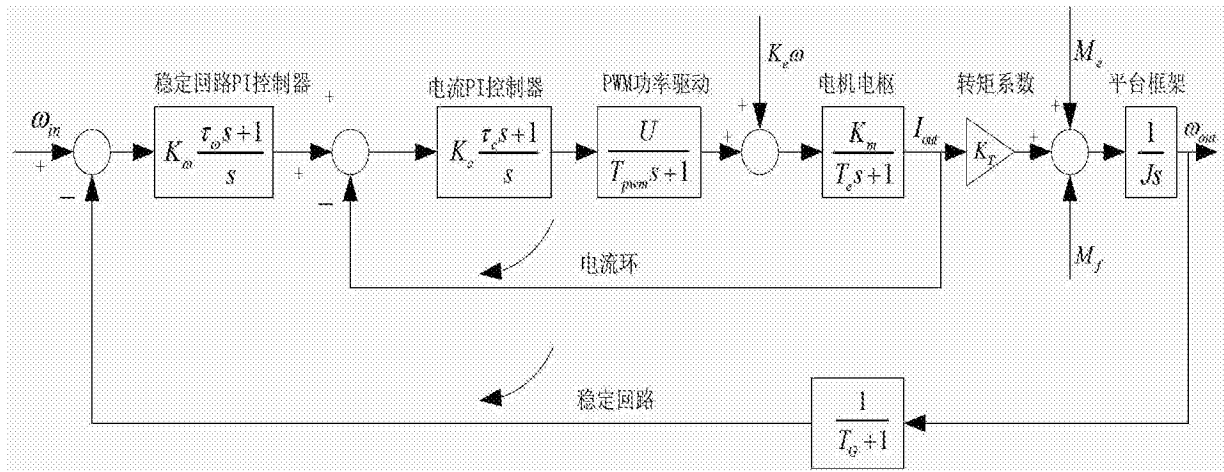 稳定回路PI控制器
电流PI控制器
PWM功率驱动
电机电枢
转矩系数
平台框架
K_e ω
M_e
ω_in
+
−
K_ω (τ_ω s+1)/s
+
+
−
K_c (τ_c s+1)/s
U/(T_pwm s+1)
+
+
K_m/(T_e s+1)
I_out
K_T
+
+
1/(Js)
ω_out
M_f
电流环
稳定回路
1/(T_G+1)